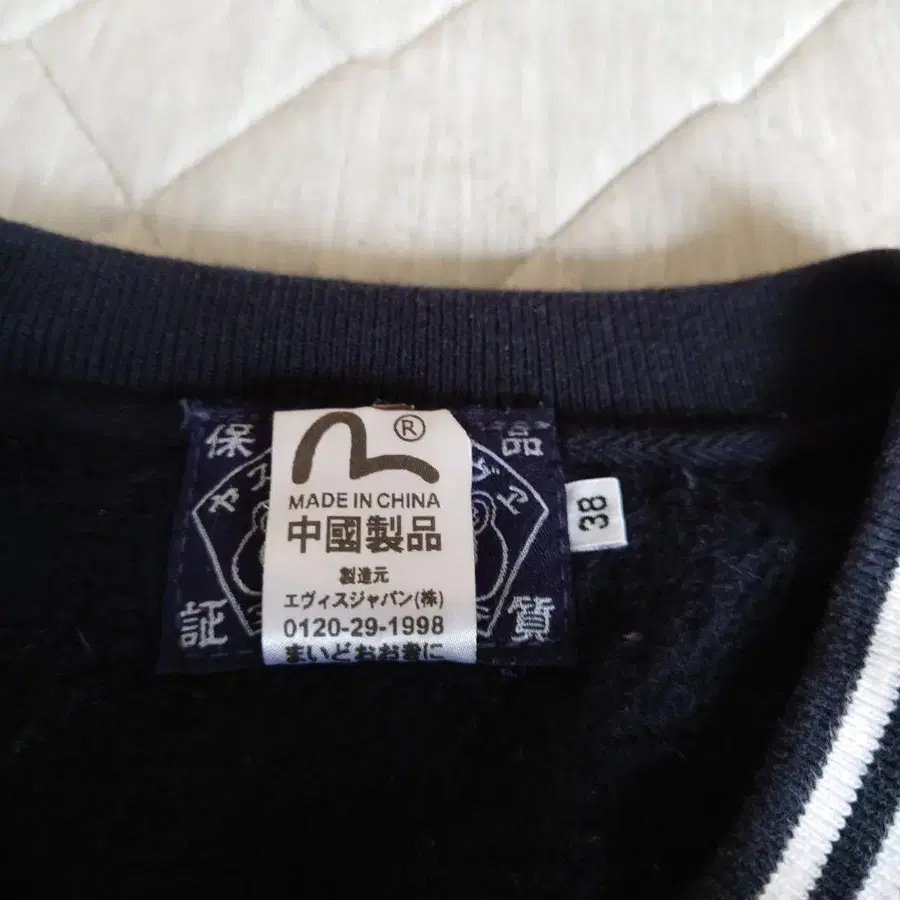 保
品
®
MADE IN CHINA
中國製品
製造元
エヴィスジャパン(株)
0120-29-1998
まいどおおきに
証
質
38